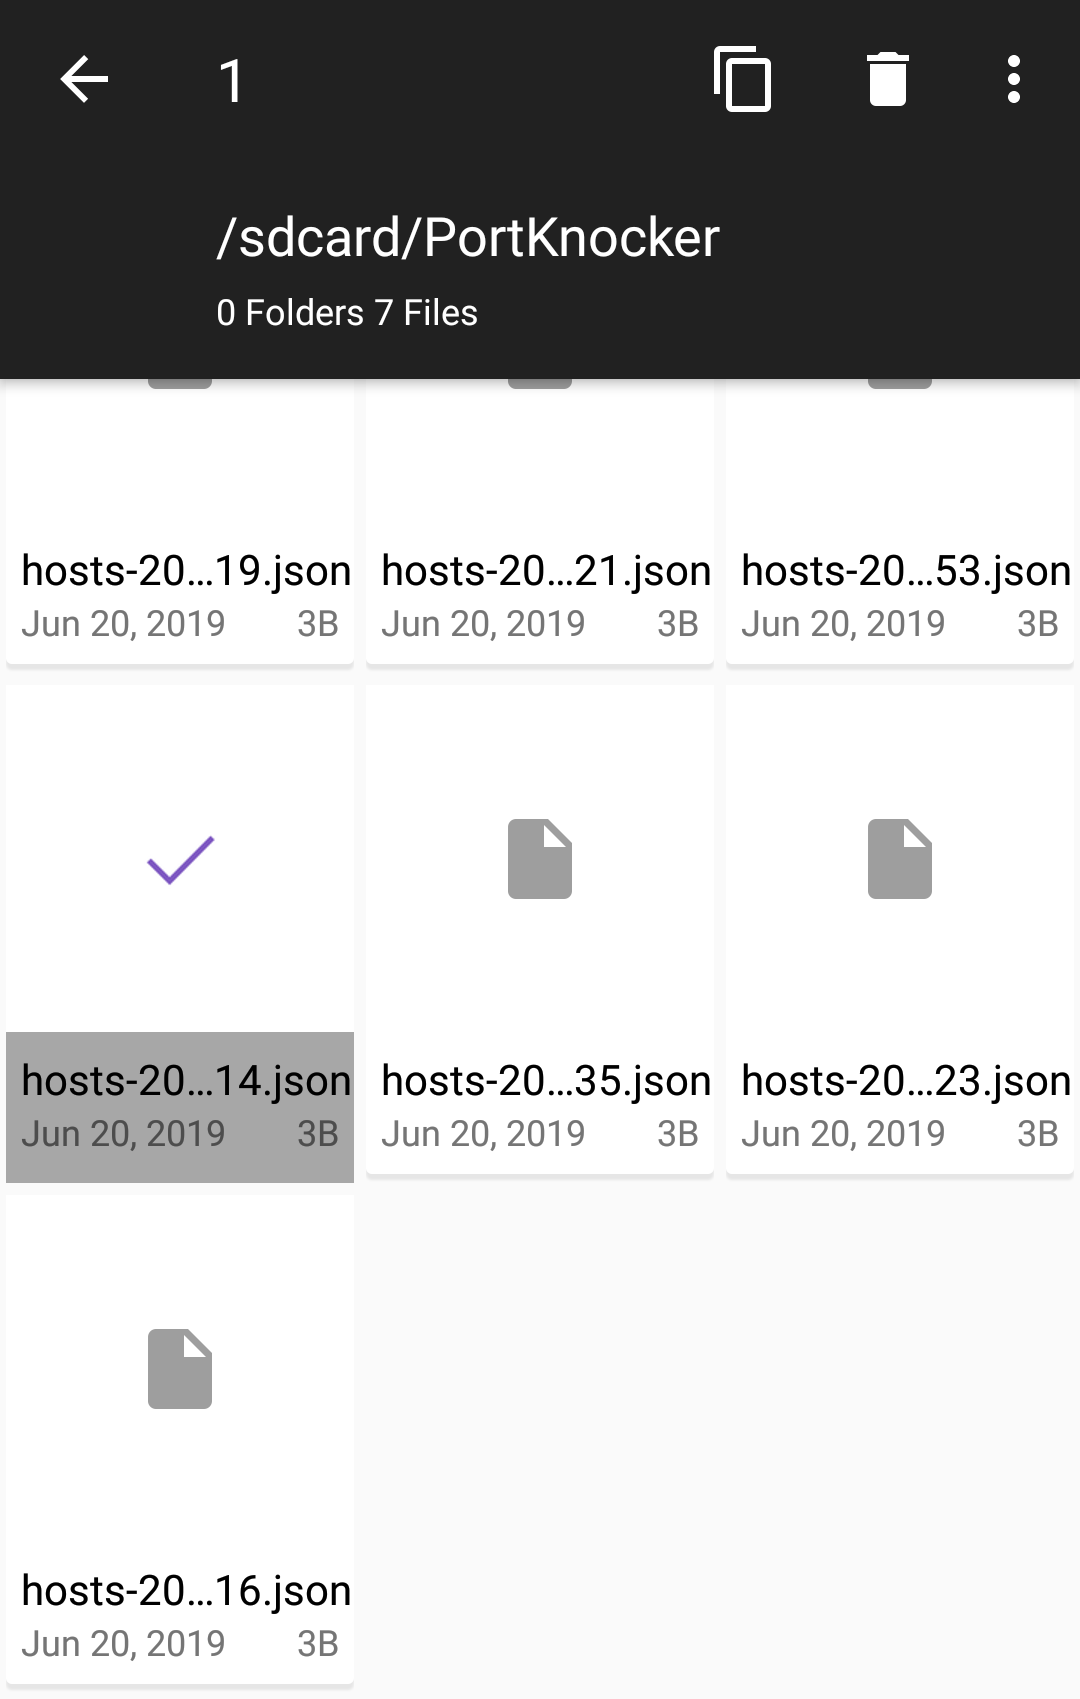 1
/sdcard/PortKnocker
0 Folders 7 Files
hosts-20...19.json
Jun 20, 2019 3B
hosts-20...21.json
Jun 20, 2019 3B
hosts-20...53.json
Jun 20, 2019 3B
hosts-20...14.json
Jun 20, 2019 3B
hosts-20...35.json
Jun 20, 2019 3B
hosts-20...23.json
Jun 20, 2019 3B
hosts-20...16.json
Jun 20, 2019 3B